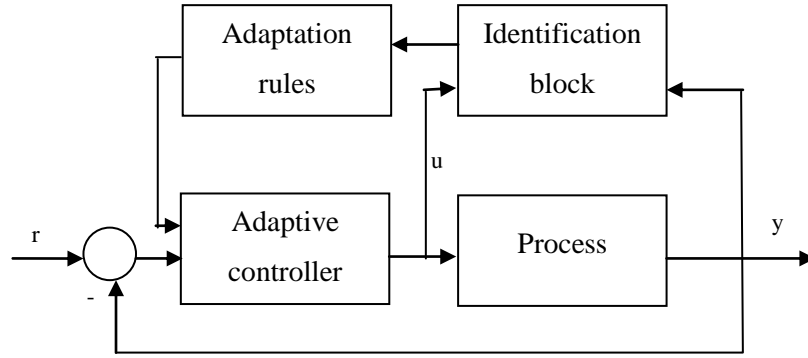 Adaptation
rules
Identification
block
u
r
-
Adaptive
controller
Process
y